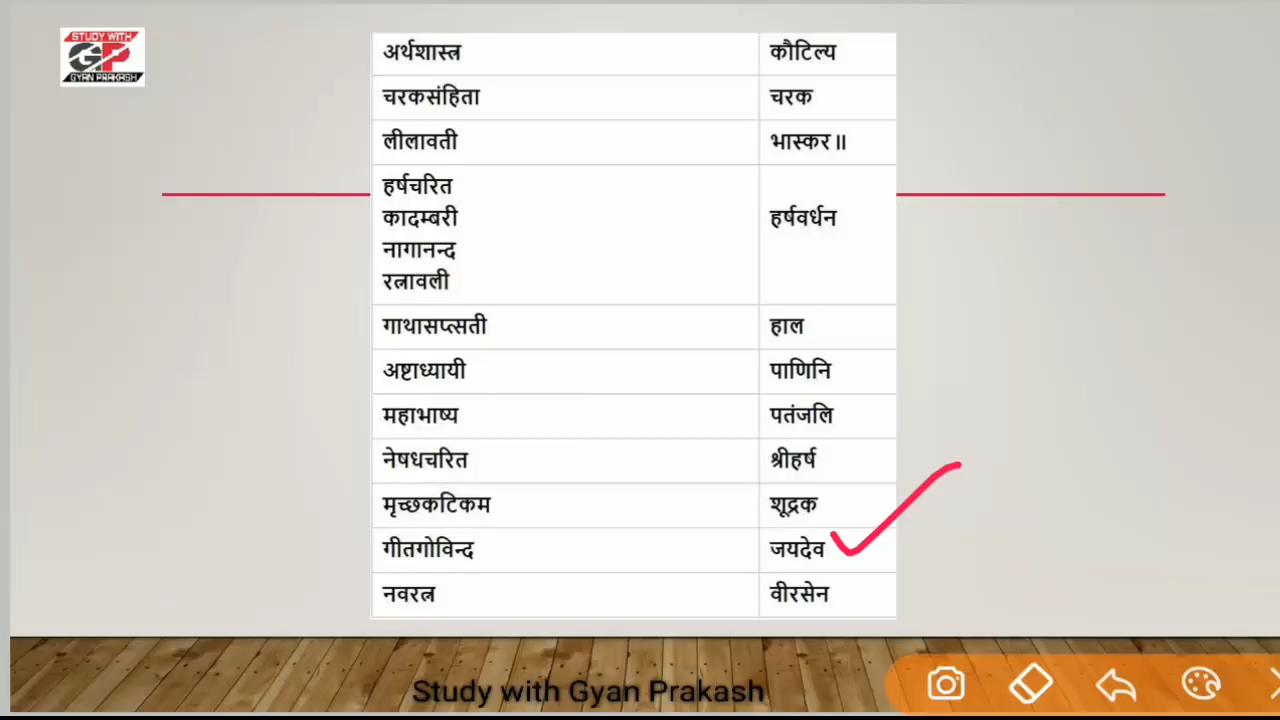 STUDY WITH
GP
GYAN PRAKASH
अर्थशास्त्र कौटिल्य
चरकसंहिता चरक
लीलावती भास्कर॥
हर्षचरित
कादम्बरी हर्षवर्धन
नागानन्द
रत्नावली
गाथासप्त्सती हाल
अष्टाध्यायी पाणिनि
महाभाष्य पतंजलि
नेषधचरित श्रीहर्ष
मृच्छकटिकम शूद्रक
गीतगोविन्द जयदेव
नवरत्न वीरसेन
Study with Gyan Prakash